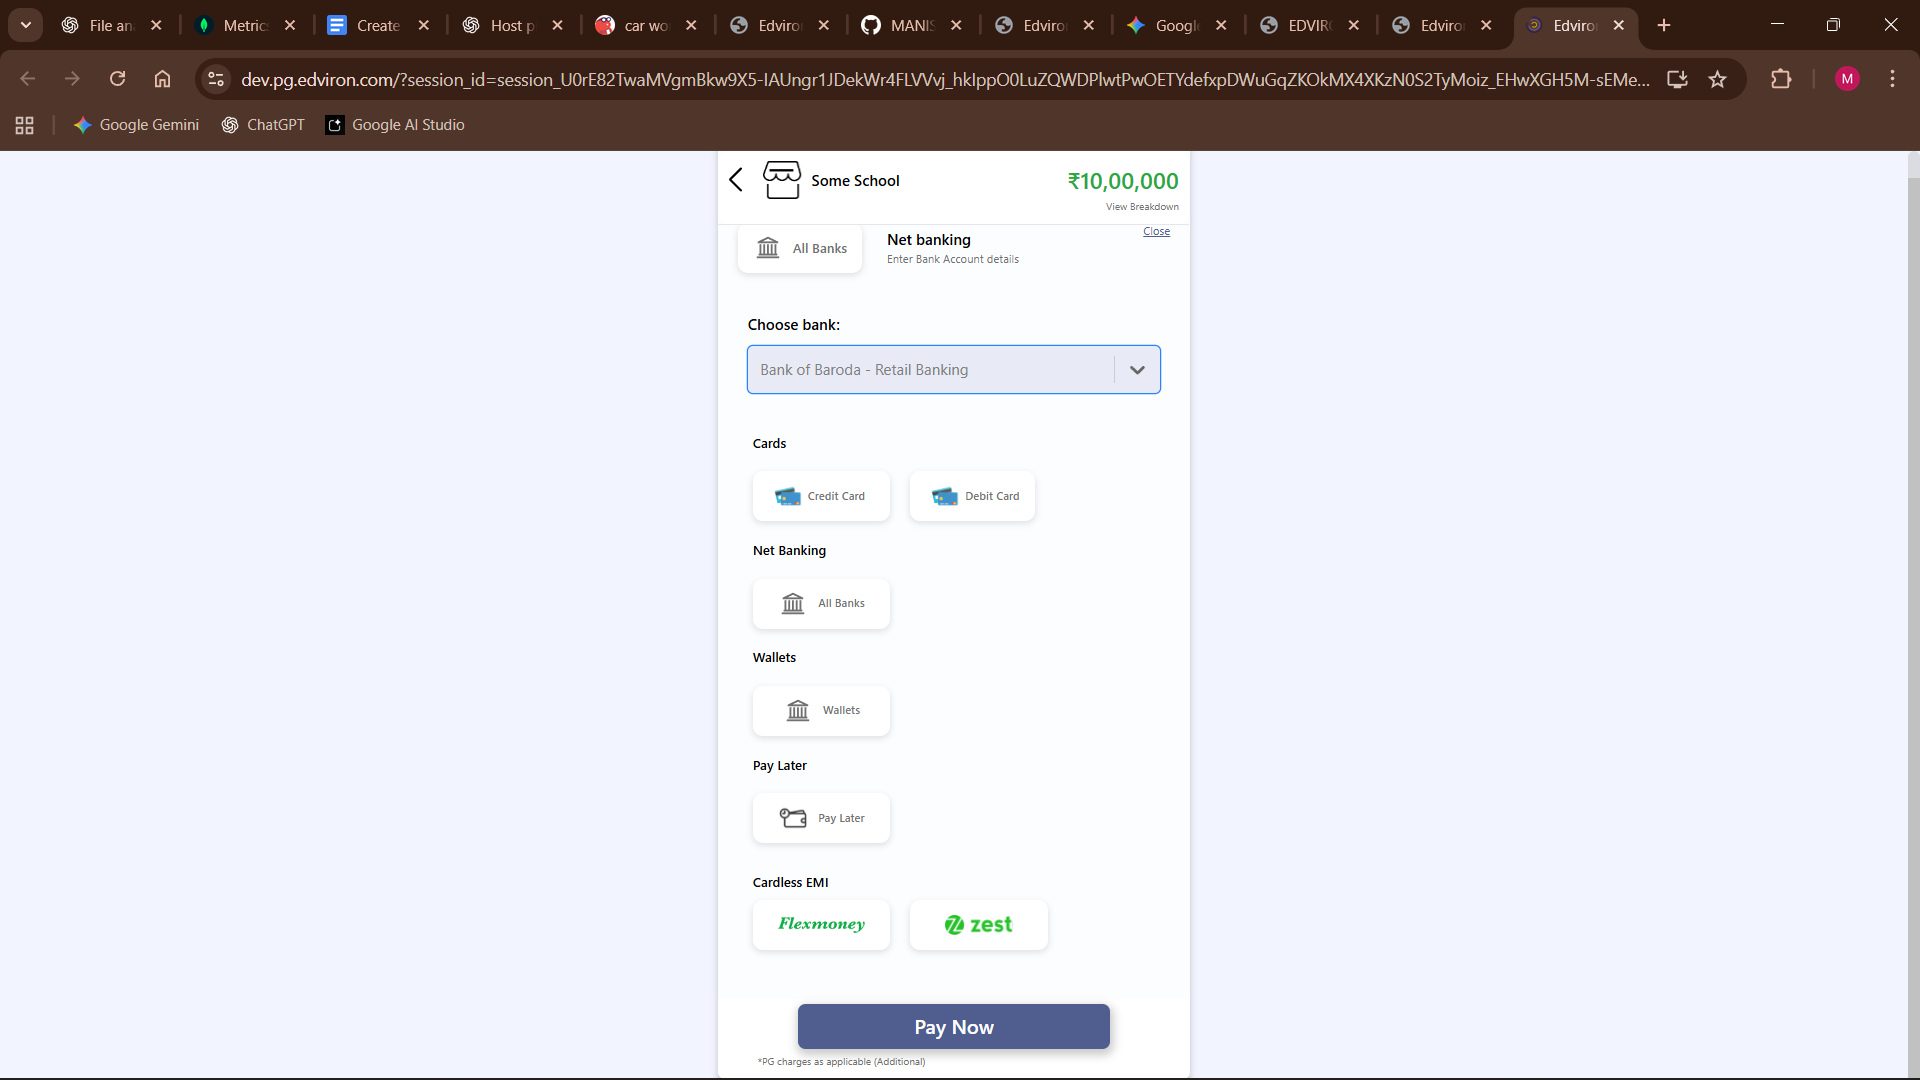 File an
Metric
Create
Host p
car wo
Edviro
MANIS
Edviro
Google
EDVIR
Edviro
Edviro
dev.pg.edviron.com/?session_id=session_U0rE82TwaMVgmBkw9X5-IAUngr1JDekWr4FLVVvj_hkIppO0LuZQWDPlwtPwOETYdefxpDWuGqZKOkMX4XKzN0S2TyMoiz_EHwXGH5M-sEMe...
M
Google Gemini
ChatGPT
Google AI Studio
Some School
₹10,00,000
View Breakdown
All Banks
Net banking
Close
Enter Bank Account details
Choose bank:
Bank of Baroda - Retail Banking
Cards
Credit Card
Debit Card
Net Banking
All Banks
Wallets
Wallets
Pay Later
Pay Later
Cardless EMI
Flexmoney
zest
Pay Now
*PG charges as applicable (Additional)